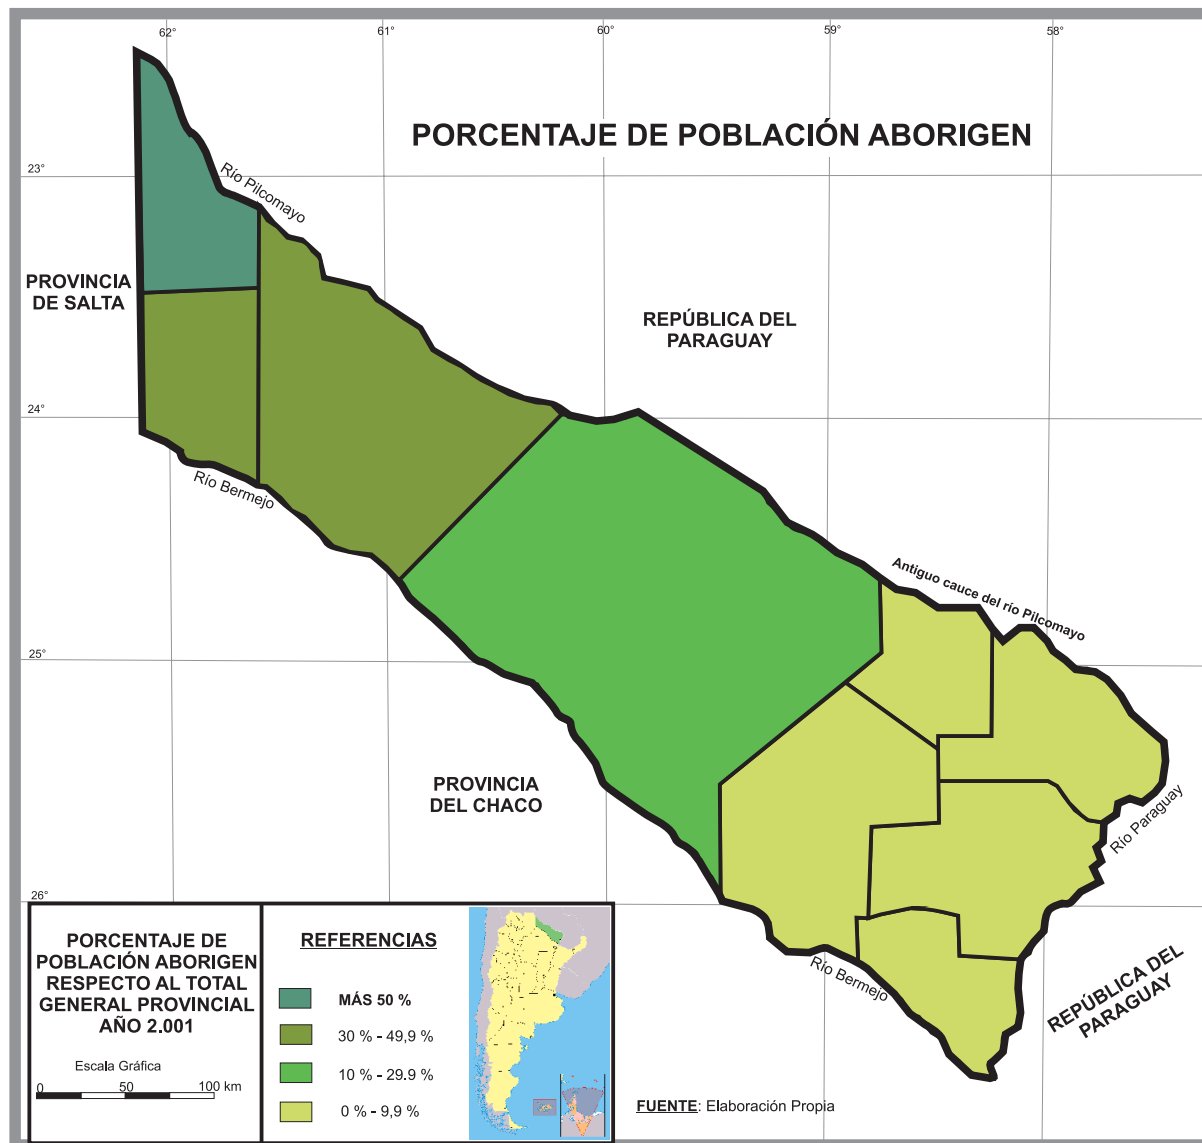 62°
61°
60°
59°
58°
PORCENTAJE DE POBLACIÓN ABORIGEN
23°
Río Pilcomayo
PROVINCIA
DE SALTA
REPÚBLICA DEL
PARAGUAY
24°
Río Bermejo
Antiguo cauce del río Pilcomayo
25°
PROVINCIA
DEL CHACO
Río Paraguay
26°
Río Bermejo
REPÚBLICA DEL
PARAGUAY
PORCENTAJE DE
POBLACIÓN ABORIGEN
RESPECTO AL TOTAL
GENERAL PROVINCIAL
AÑO 2.001
Escala Gráfica
0 50 100 km
REFERENCIAS
MÁS 50 %
30 % - 49,9 %
10 % - 29.9 %
0 % - 9,9 %
FUENTE: Elaboración Propia